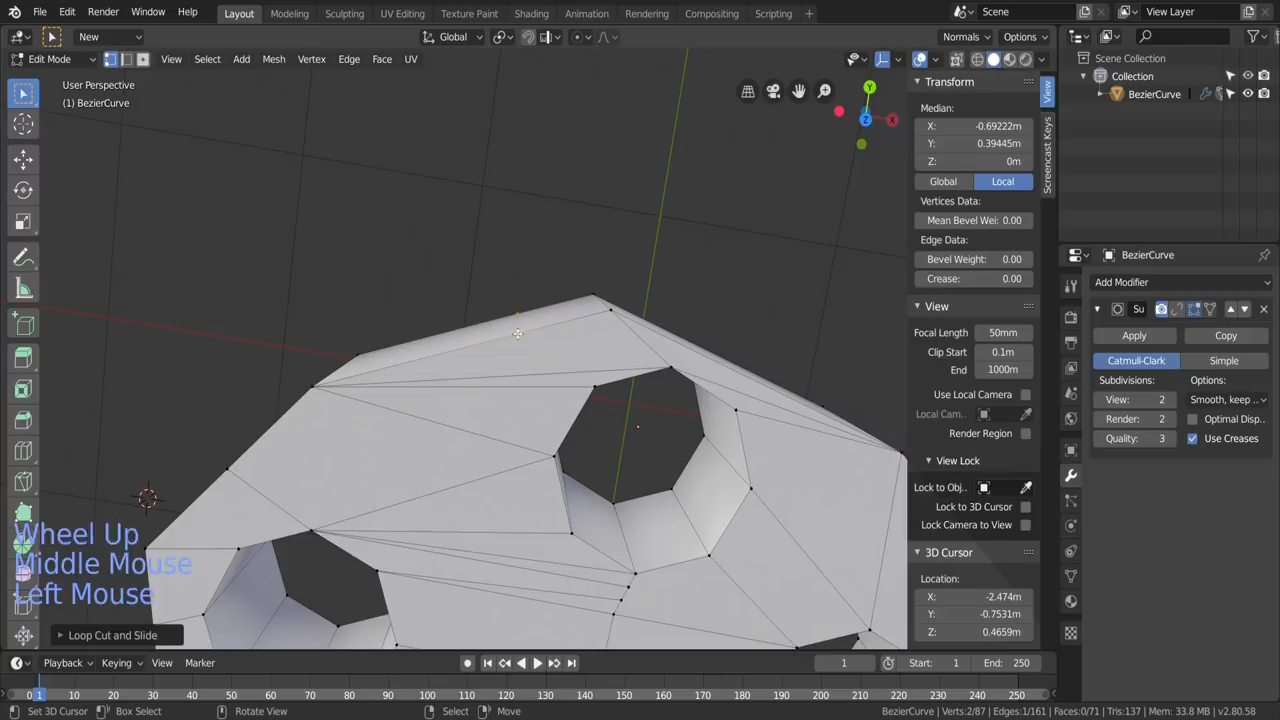 File Edit Render Window Help Layout Modeling Sculpting UV Editing Texture Paint Shading Animation Rendering Compositing Scripting + Scene View Layer
New Global Normals Options
Edit Mode View Select Add Mesh Vertex Edge Face UV
User Perspective
(1) BezierCurve
Y
X
Z
Transform
Median:
X: -0.69222m
Y: 0.39445m
Z: 0m
Global Local
Vertices Data:
Mean Bevel Wei: 0.00
Edge Data:
Bevel Weight: 0.00
Crease: 0.00
View
Focal Length 50mm
Clip Start 0.1m
End 1000m
Use Local Camera
Local Cam..
Render Region
View Lock
Lock to Obj..
Lock to 3D Cursor
Lock Camera to View
3D Cursor
Location:
X: -2.474m
Y: -0.7531m
Z: 0.4659m
View
Screencast Keys
Scene Collection
Collection
BezierCurve
BezierCurve
Add Modifier
Su
Apply Copy
Catmull-Clark Simple
Subdivisions: Options:
View: 2 Smooth, keep ..
Render: 2 Optimal Disp..
Quality: 3 Use Creases
Wheel Up
Middle Mouse
Left Mouse
Loop Cut and Slide
Playback Keying View Marker 1 Start: 1 End: 250
0 1 10 20 30 40 50 60 70 80 90 100 110 120 130 140 150 160 170 180 190 200 210 220 230 240 250
Set 3D Cursor Box Select Rotate View Select Move BezierCurve | Verts:2/87 | Edges:1/161 | Faces:0/71 | Tris:137 | Mem: 33.8 MB | v2.80.58